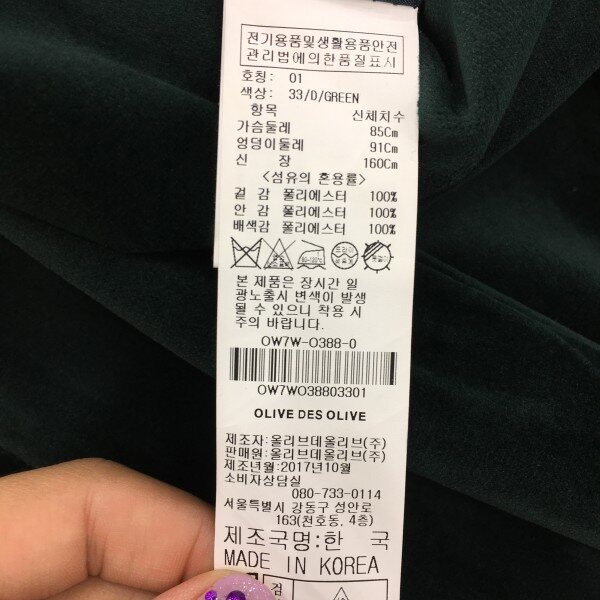 전기용품및생활용품안전
관리법에의한품질표시
호칭: 01
색상: 33/D/GREEN
항목 신체치수
가슴둘레 85Cm
엉덩이둘레 91Cm
신 장 160Cm
<섬유의 혼용률>
겉 감 폴리에스터 100%
안 감 폴리에스터 100%
배색감 폴리에스터 100%
본 제품은 장시간 일
광노출시 변색이 발생
될 수 있으니 착용 시
주의 바랍니다.
OW7W-O388-0
OW7WO38803301
OLIVE DES OLIVE
제조자:올리브데올리브(주)
판매원:올리브데올리브(주)
제조년월:2017년10월
소비자상담실
080-733-0114
서울특별시 강동구 성안로
163(천호동, 4층)
제조국명:한 국
MADE IN KOREA
검